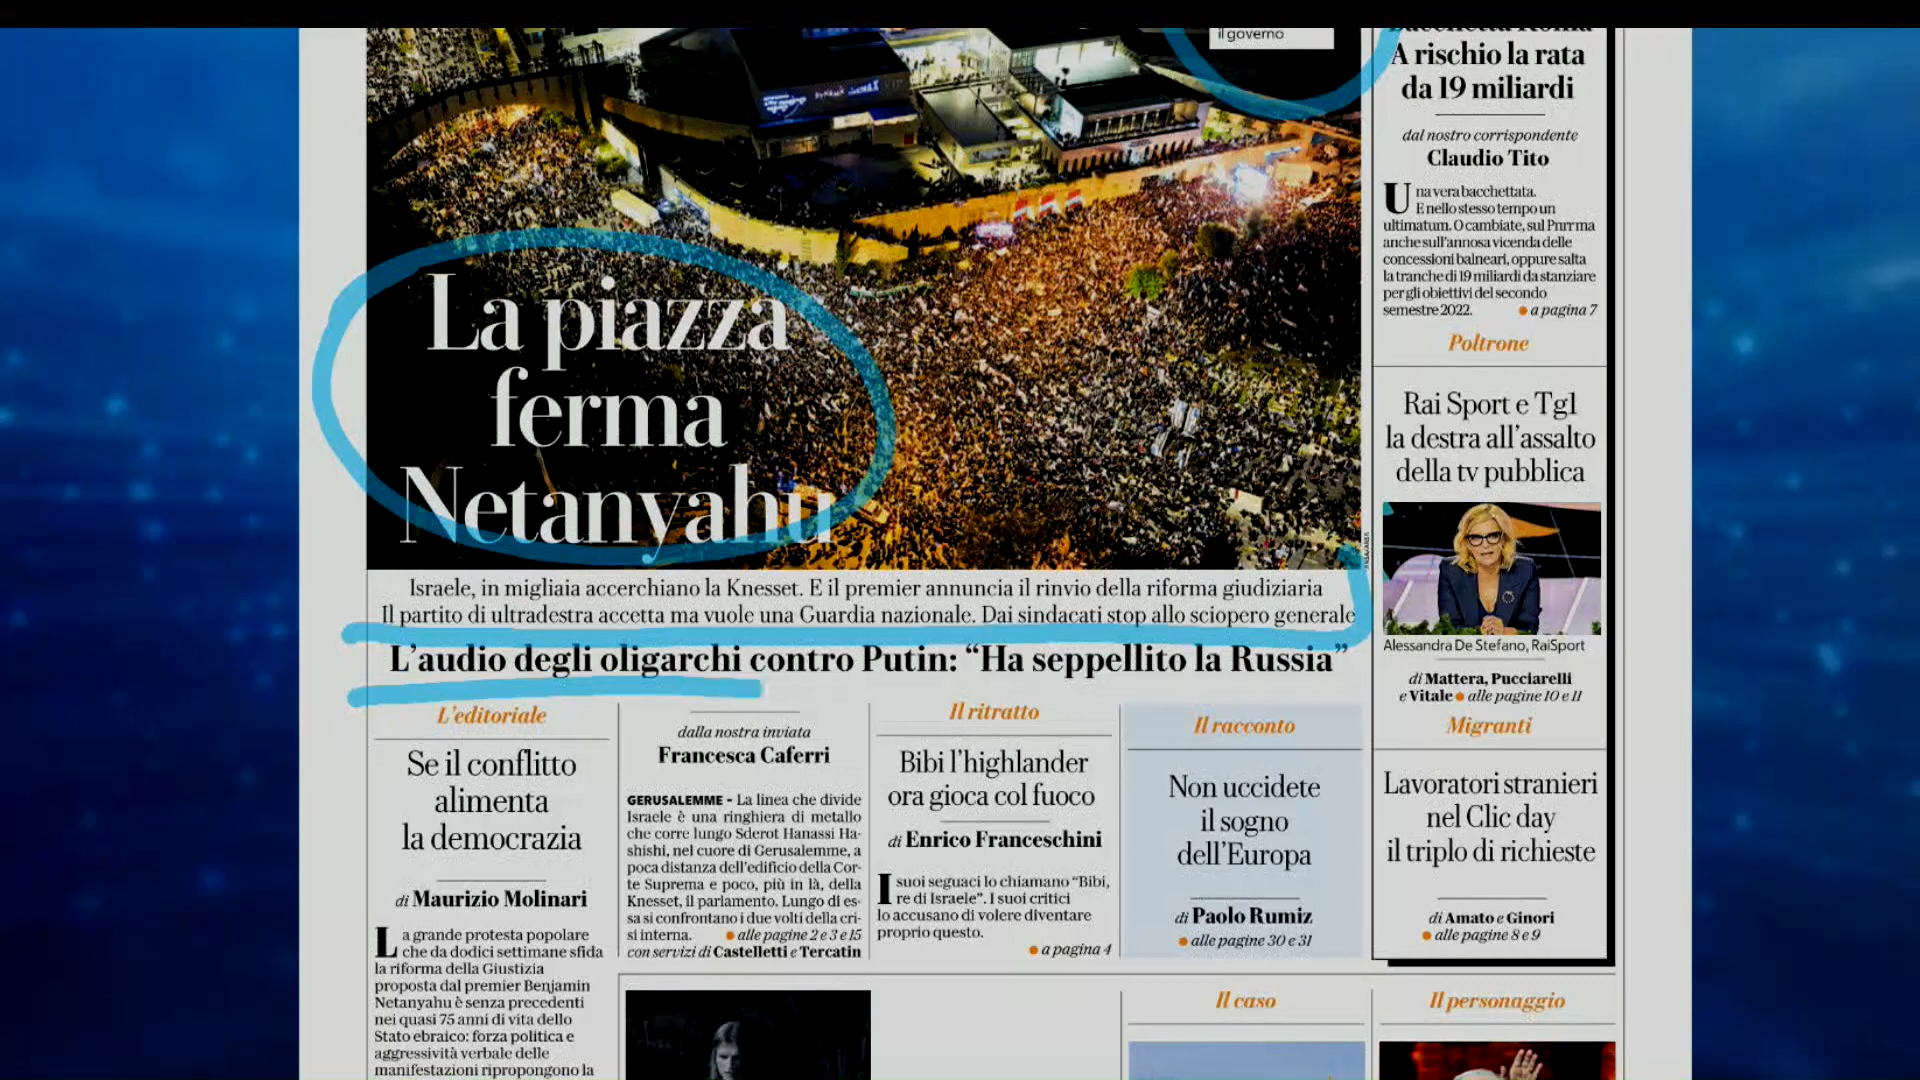 il governo
A rischio la rata
da 19 miliardi
dal nostro corrispondente
Claudio Tito
Una vera bacchettata.
E nello stesso tempo un
ultimatum. O cambiate, sul Pnrr ma
anche sull'annosa vicenda delle
concessioni balneari, oppure salta
la tranche di 19 miliardi da stanziare
per gli obiettivi del secondo
semestre 2022. a pagina 7
Poltrone
Rai Sport e Tg1
la destra all'assalto
della tv pubblica
Alessandra De Stefano, RaiSport
di Mattera, Pucciarelli
e Vitale alle pagine 10 e 11
Migranti
Lavoratori stranieri
nel Clic day
il triplo di richieste
di Amato e Ginori
alle pagine 8 e 9
La piazza
ferma
Netanyahu
Israele, in migliaia accerchiano la Knesset. E il premier annuncia il rinvio della riforma giudiziaria
Il partito di ultradestra accetta ma vuole una Guardia nazionale. Dai sindacati stop allo sciopero generale
L'audio degli oligarchi contro Putin: "Ha seppellito la Russia"
L'editoriale
Se il conflitto
alimenta
la democrazia
di Maurizio Molinari
La grande protesta popolare
che da dodici settimane sfida
la riforma della Giustizia
proposta dal premier Benjamin
Netanyahu è senza precedenti
nei quasi 75 anni di vita dello
Stato ebraico: forza politica e
aggressività verbale delle
manifestazioni ripropongono la
dalla nostra inviata
Francesca Caferri
GERUSALEMME - La linea che divide
Israele è una ringhiera di metallo
che corre lungo Sderot Hanassi Ha-
shishi, nel cuore di Gerusalemme, a
poca distanza dell'edificio della Cor-
te Suprema e poco, più in là, della
Knesset, il parlamento. Lungo di es-
sa si confrontano i due volti della cri-
si interna. alle pagine 2 e 3 e 15
con servizi di Castelletti e Tercatin
Il ritratto
Bibi l'highlander
ora gioca col fuoco
di Enrico Franceschini
I suoi seguaci lo chiamano "Bibi,
re di Israele". I suoi critici
lo accusano di volere diventare
proprio questo.
a pagina 4
Il racconto
Non uccidete
il sogno
dell'Europa
di Paolo Rumiz
alle pagine 30 e 31
Il caso
Il personaggio